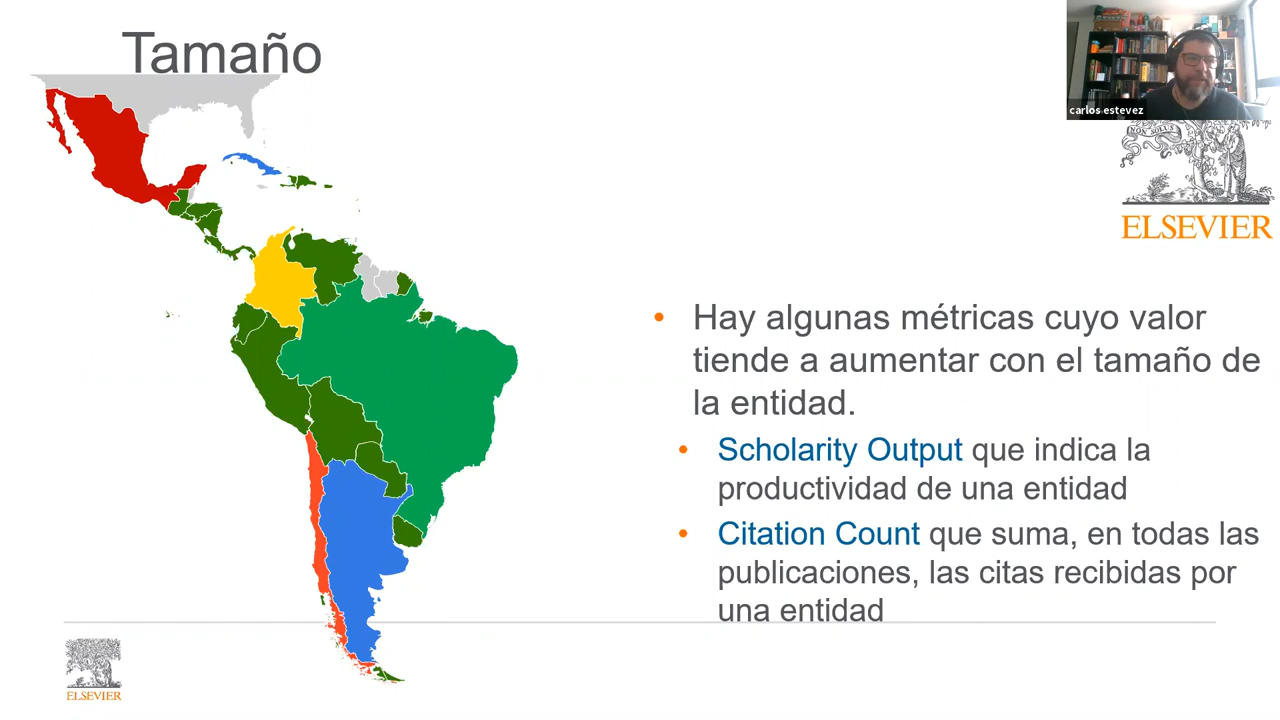 Tamaño
carlos estevez
NON SOLUS
ELSEVIER
• Hay algunas métricas cuyo valor
tiende a aumentar con el tamaño de
la entidad.
• Scholarity Output que indica la
productividad de una entidad
• Citation Count que suma, en todas las
publicaciones, las citas recibidas por
una entidad
ELSEVIER